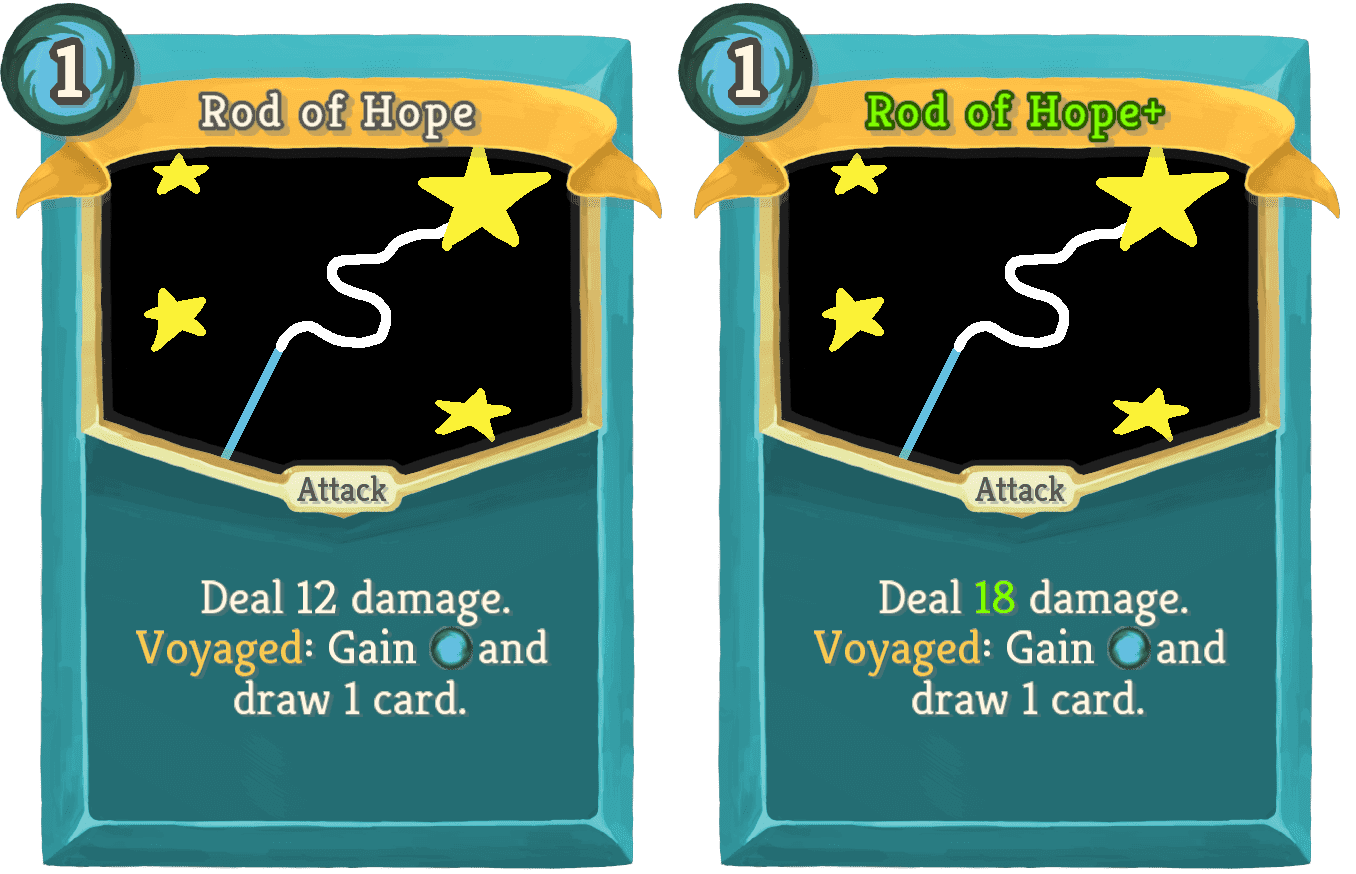 1
Rod of Hope
Attack
Deal 12 damage.
Voyaged: Gain and
draw 1 card.
1
Rod of Hope+
Attack
Deal 18 damage.
Voyaged: Gain and
draw 1 card.